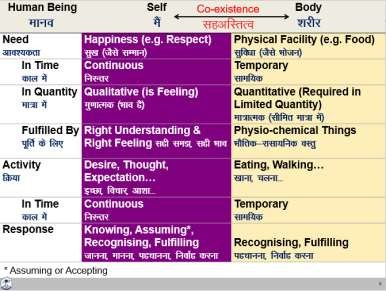 Human Being
मानव
Self
मैं
Co-existence
सहअस्तित्व
Body
शरीर
Need
आवश्यकता
Happiness (e.g. Respect)
सुख (जैसे सम्मान)
Physical Facility (e.g. Food)
सुविधा (जैसे भोजन)
In Time
काल में
Continuous
निरन्तर
Temporary
सामयिक
In Quantity
मात्रा में
Qualitative (is Feeling)
गुणात्मक (भाव है)
Quantitative (Required in
Limited Quantity)
मात्रात्मक (सीमित मात्रा में)
Fulfilled By
पूर्ति के लिए
Right Understanding &
Right Feeling सही समझ, सही भाव
Physio-chemical Things
भौतिक-रासायनिक वस्तु
Activity
क्रिया
Desire, Thought,
Expectation…
इच्छा, विचार, आशा...
Eating, Walking…
खाना, चलना...
In Time
काल में
Continuous
निरन्तर
Temporary
सामयिक
Response
Knowing, Assuming*,
Recognising, Fulfilling
जानना, मानना, पहचानना, निर्वाह करना
Recognising, Fulfilling
पहचानना, निर्वाह करना
* Assuming or Accepting